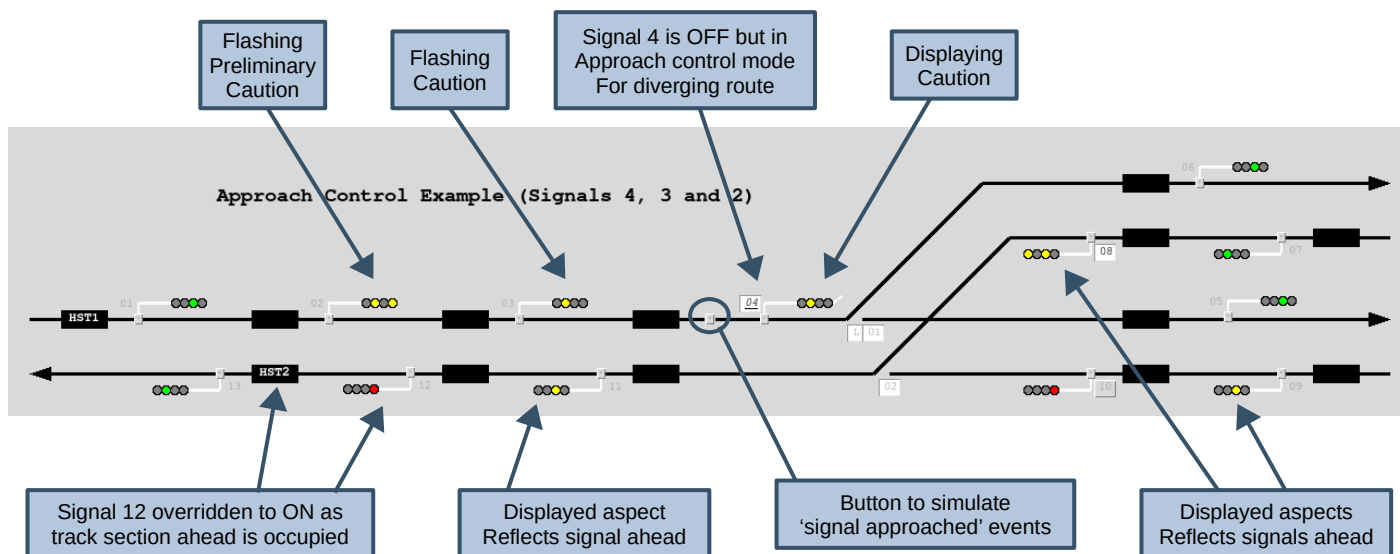 Flashing
Preliminary
Caution
Flashing
Caution
Signal 4 is OFF but in
Approach control mode
For diverging route
Displaying
Caution
Approach Control Example (Signals 4, 3 and 2)
06
08
07
01
02
03
04
05
HST1
L 01
13
HST2
12
11
02
10
09
Signal 12 overridden to ON as
track section ahead is occupied
Displayed aspect
Reflects signal ahead
Button to simulate
‘signal approached’ events
Displayed aspects
Reflects signals ahead